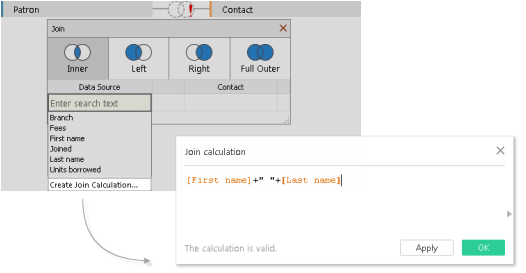 Patron
Contact
Join
Inner
Left
Right
Full Outer
Data Source
Contact
Enter search text
Branch
Fees
First name
Joined
Last name
Units borrowed
Create Join Calculation...
Join calculation
[First name]+" "+[Last name]
The calculation is valid.
Apply
OK